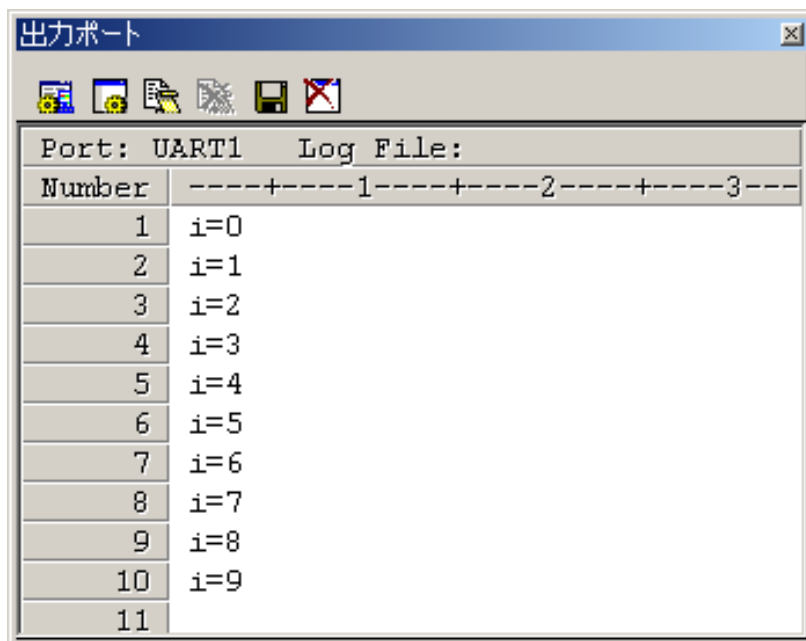 出力ポート
Port: UART1 Log File:
Number ----+----1----+----2----+----3---
1 i=0
2 i=1
3 i=2
4 i=3
5 i=4
6 i=5
7 i=6
8 i=7
9 i=8
10 i=9
11